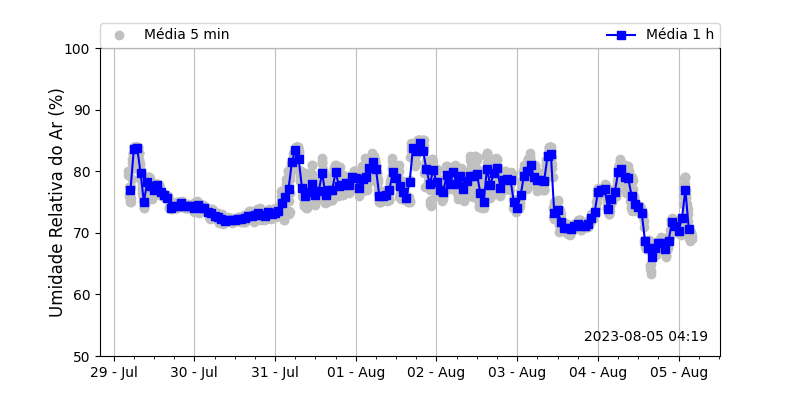 Média 5 min
Média 1 h
Umidade Relativa do Ar (%)
100
90
80
70
60
50
2023-08-05 04:19
29 - Jul
30 - Jul
31 - Jul
01 - Aug
02 - Aug
03 - Aug
04 - Aug
05 - Aug